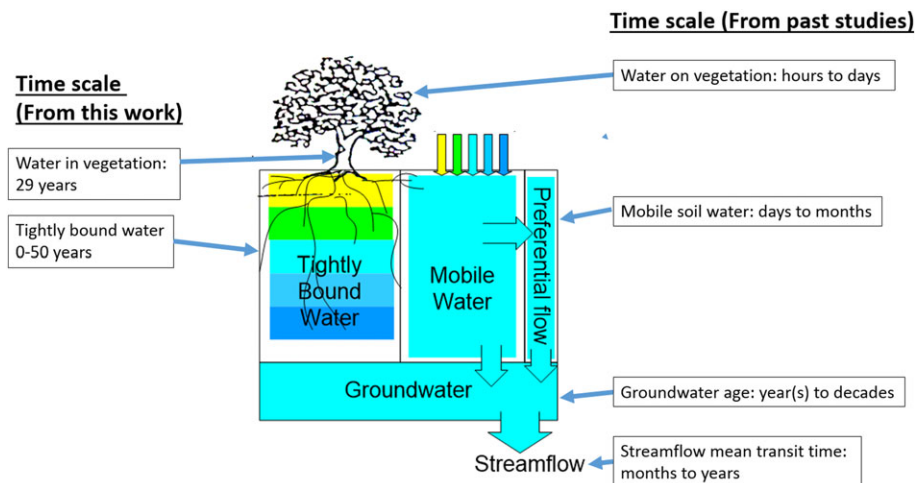 Time scale (From past studies)
Water on vegetation: hours to days
Time scale
(From this work)
Water in vegetation:
29 years
Tightly bound water
0-50 years
Mobile soil water: days to months
Tightly
Bound
Water
Mobile
Water
Preferential flow
Groundwater
Groundwater age: year(s) to decades
Streamflow
Streamflow mean transit time:
months to years